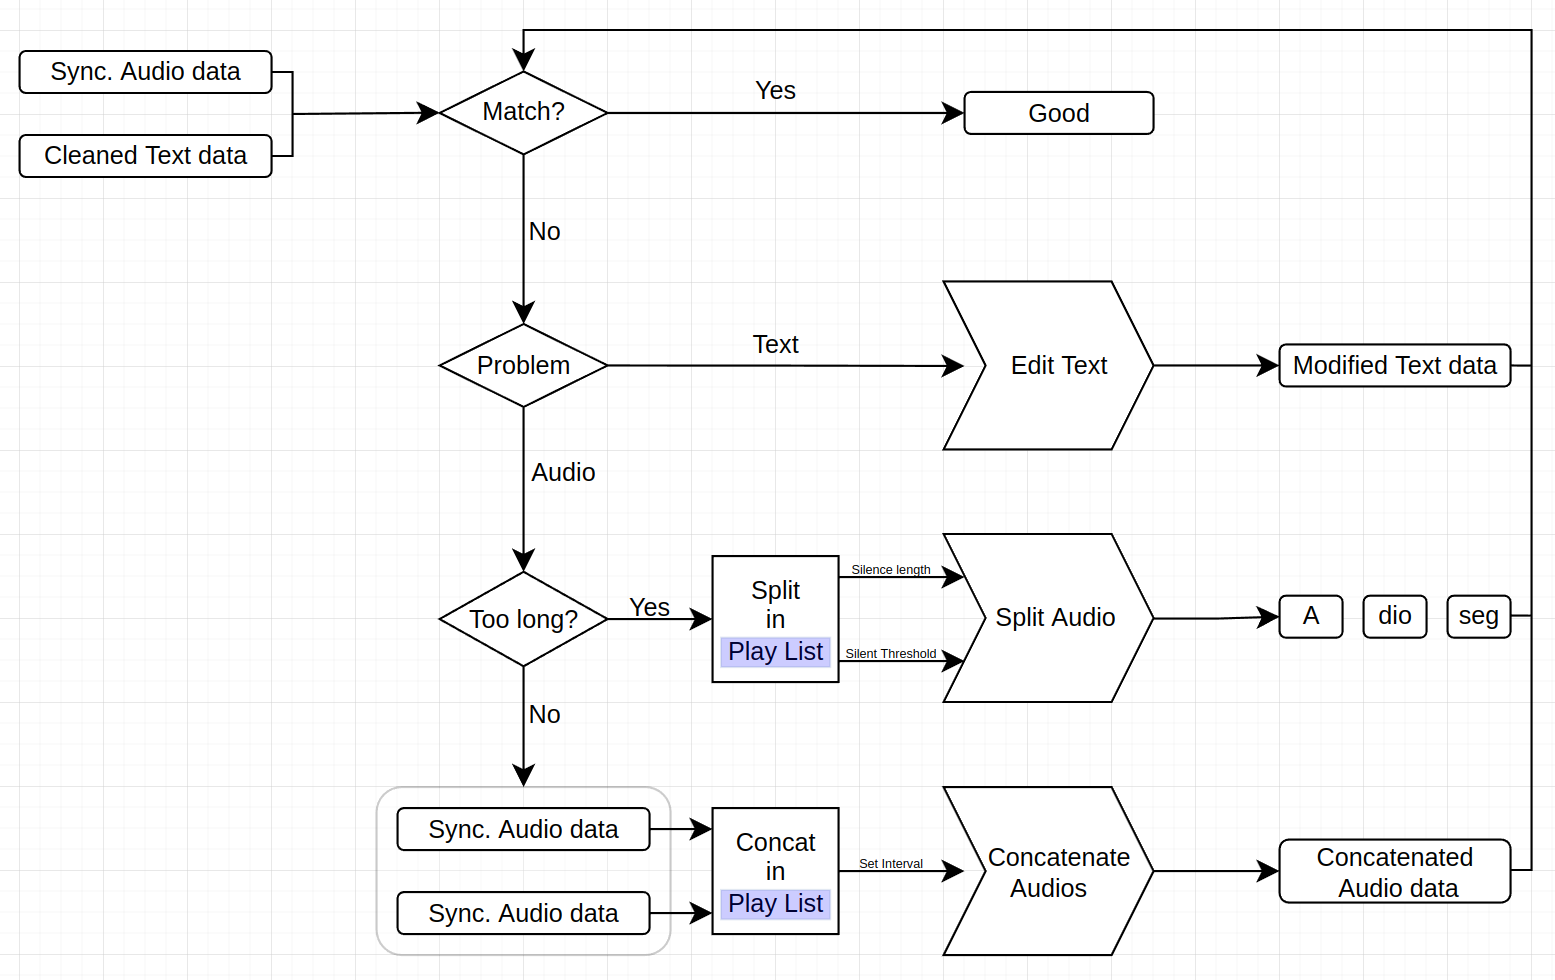 Sync. Audio data
Cleaned Text data
Match?
Yes
Good
No
Problem
Text
Edit Text
Modified Text data
Audio
Too long?
Yes
Split
in
Play List
Silence length
Silent Threshold
Split Audio
A
dio
seg
No
Sync. Audio data
Sync. Audio data
Concat
in
Play List
Set Interval
Concatenate
Audios
Concatenated
Audio data